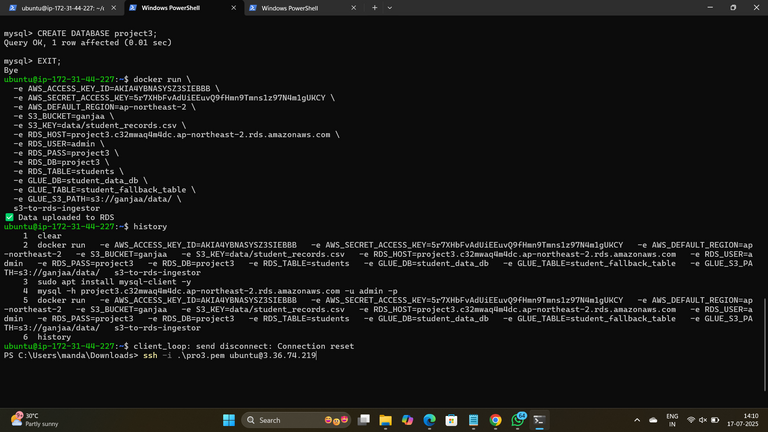 ubuntu@ip-172-31-44-227: ~/
Windows PowerShell
Windows PowerShell
mysql> CREATE DATABASE project3;
Query OK, 1 row affected (0.01 sec)
mysql> EXIT;
Bye
ubuntu@ip-172-31-44-227:~$ docker run \
-e AWS_ACCESS_KEY_ID=AKIA4YBNASYSZ3SIEBBB \
-e AWS_SECRET_ACCESS_KEY=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 \
-e AWS_DEFAULT_REGION=ap-northeast-2 \
-e S3_BUCKET=ganjaa \
-e S3_KEY=data/student_records.csv \
-e RDS_HOST=project3.c32mwaq4m4dc.ap-northeast-2.rds.amazonaws.com \
-e RDS_USER=admin \
-e RDS_PASS=project3 \
-e RDS_DB=project3 \
-e RDS_TABLE=students \
-e GLUE_DB=student_data_db \
-e GLUE_TABLE=student_fallback_table \
-e GLUE_S3_PATH=s3://ganjaa/data/ \
s3-to-rds-ingestor
✅ Data uploaded to RDS
ubuntu@ip-172-31-44-227:~$ history
1 clear
2 docker run -e AWS_ACCESS_KEY_ID=AKIA4YBNASYSZ3SIEBBB -e AWS_SECRET_ACCESS_KEY=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 -e AWS_DEFAULT_REGION=ap
-northeast-2 -e S3_BUCKET=ganjaa -e S3_KEY=data/student_records.csv -e RDS_HOST=project3.c32mwaq4m4dc.ap-northeast-2.rds.amazonaws.com -e RDS_USER=a
dmin -e RDS_PASS=project3 -e RDS_DB=project3 -e RDS_TABLE=students -e GLUE_DB=student_data_db -e GLUE_TABLE=student_fallback_table -e GLUE_S3_PA
TH=s3://ganjaa/data/ s3-to-rds-ingestor
3 sudo apt install mysql-client -y
4 mysql -h project3.c32mwaq4m4dc.ap-northeast-2.rds.amazonaws.com -u admin -p
5 docker run -e AWS_ACCESS_KEY_ID=AKIA4YBNASYSZ3SIEBBB -e AWS_SECRET_ACCESS_KEY=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 -e AWS_DEFAULT_REGION=ap
-northeast-2 -e S3_BUCKET=ganjaa -e S3_KEY=data/student_records.csv -e RDS_HOST=project3.c32mwaq4m4dc.ap-northeast-2.rds.amazonaws.com -e RDS_USER=a
dmin -e RDS_PASS=project3 -e RDS_DB=project3 -e RDS_TABLE=students -e GLUE_DB=student_data_db -e GLUE_TABLE=student_fallback_table -e GLUE_S3_PA
TH=s3://ganjaa/data/ s3-to-rds-ingestor
6 history
ubuntu@ip-172-31-44-227:~$ client_loop: send disconnect: Connection reset
PS C:\Users\manda\Downloads> ssh -i .\pro3.pem ubuntu@3.36.74.219
30°C
Partly sunny
Search
64
ENG
IN
14:10
17-07-2025